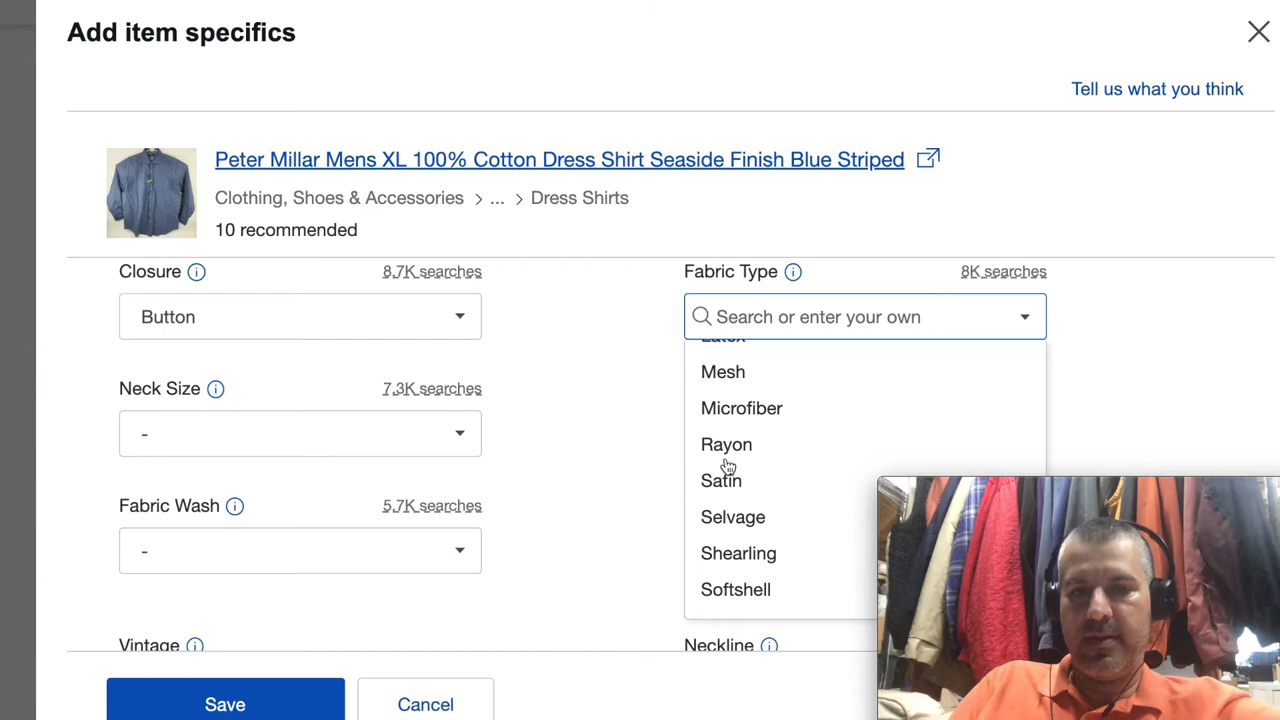 Add item specifics
Tell us what you think
Peter Millar Mens XL 100% Cotton Dress Shirt Seaside Finish Blue Striped
Clothing, Shoes & Accessories > ... > Dress Shirts
10 recommended
Closure 8.7K searches
Fabric Type 8K searches
Button
Search or enter your own
Latex
Mesh
Neck Size 7.3K searches
Microfiber
-
Rayon
Satin
Fabric Wash 5.7K searches
Selvage
-
Shearling
Softshell
Vintage
Neckline
Save
Cancel